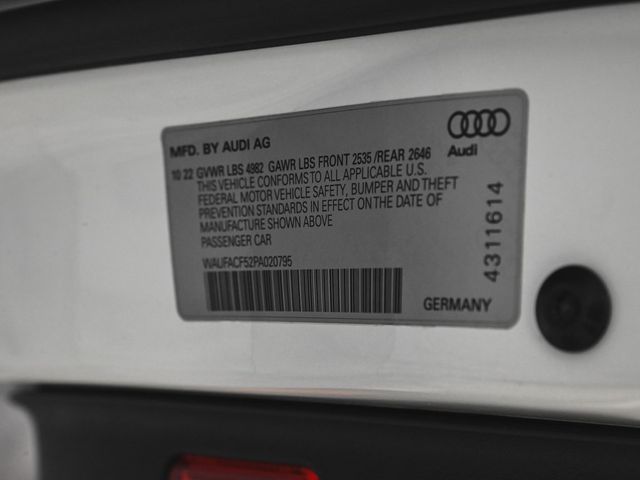 MFD. BY AUDI AG
Audi
10 22 GVWR LBS 4982 GAWR LBS FRONT 2535 /REAR 2646
THIS VEHICLE CONFORMS TO ALL APPLICABLE U.S.
FEDERAL MOTOR VEHICLE SAFETY, BUMPER AND THEFT
PREVENTION STANDARDS IN EFFECT ON THE DATE OF
MANUFACTURE SHOWN ABOVE
PASSENGER CAR
WAUFACF52PA020795
4311614
GERMANY